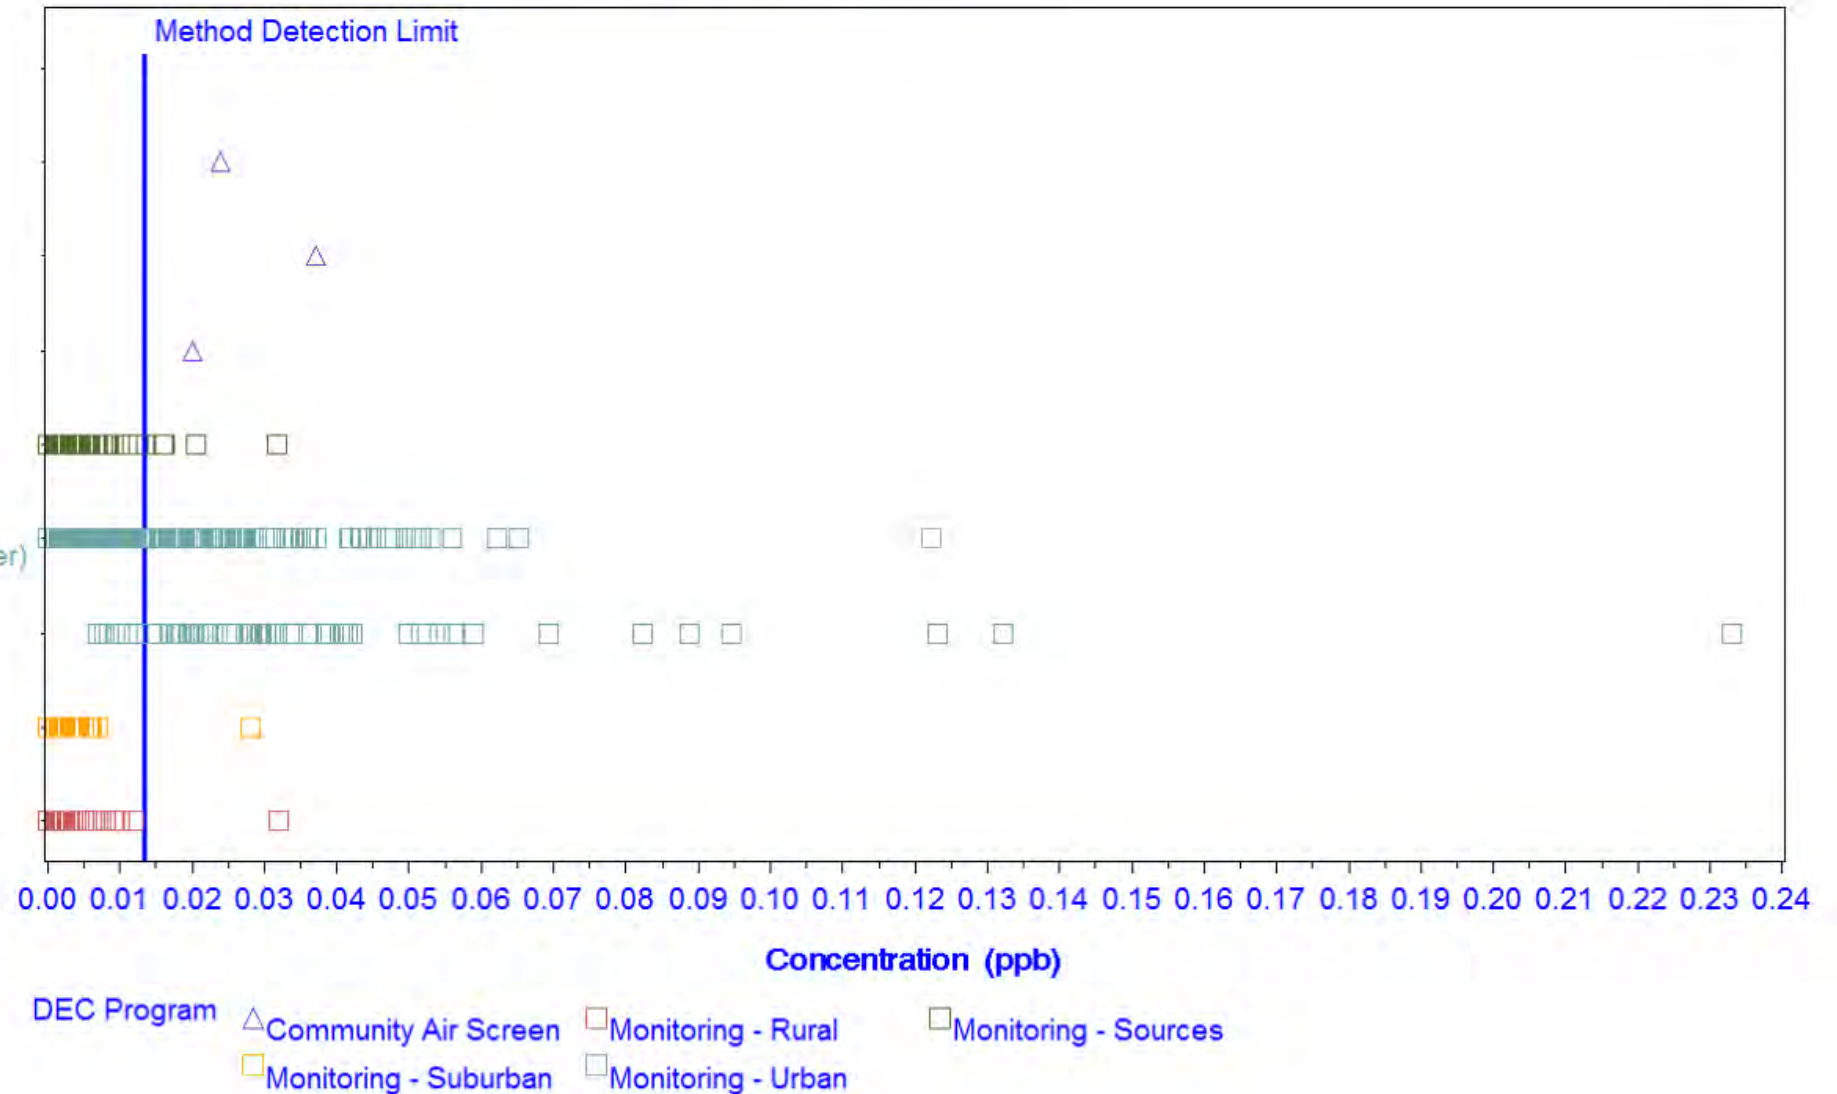 Method Detection Limit
er)
0.00 0.01 0.02 0.03 0.04 0.05 0.06 0.07 0.08 0.09 0.10 0.11 0.12 0.13 0.14 0.15 0.16 0.17 0.18 0.19 0.20 0.21 0.22 0.23 0.24
Concentration (ppb)
DEC Program
Community Air Screen Monitoring - Rural Monitoring - Sources
Monitoring - Suburban Monitoring - Urban